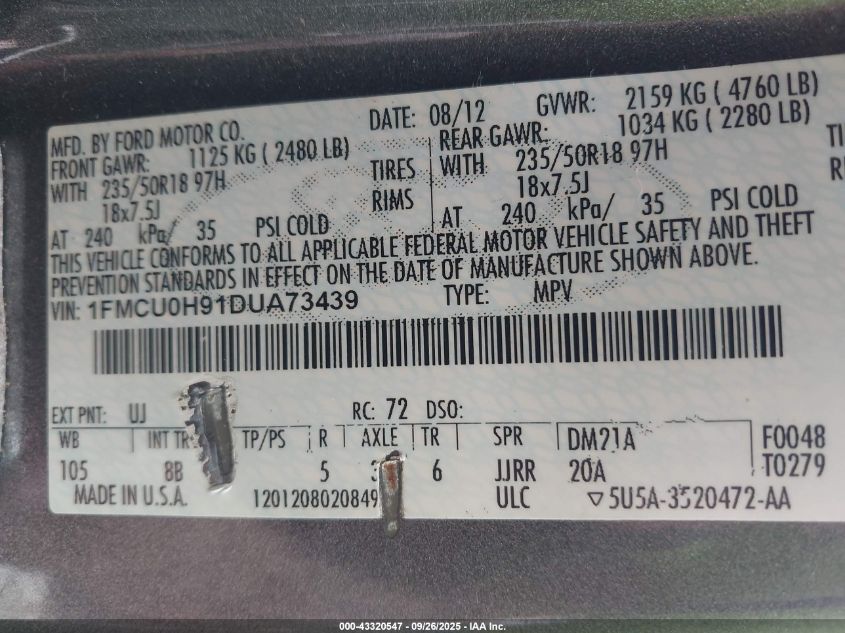 MFD. BY FORD MOTOR CO. DATE: 08/12 GVWR: 2159 KG ( 4760 LB)
FRONT GAWR: 1125 KG ( 2480 LB) REAR GAWR: 1034 KG ( 2280 LB)
WITH 235/50R18 97H TIRES WITH 235/50R18 97H
18x7.5J RIMS 18x7.5J
AT 240 kPa/ 35 PSI COLD AT 240 kPa/ 35 PSI COLD
THIS VEHICLE CONFORMS TO ALL APPLICABLE FEDERAL MOTOR VEHICLE SAFETY AND THEFT
PREVENTION STANDARDS IN EFFECT ON THE DATE OF MANUFACTURE SHOWN ABOVE.
VIN: 1FMCU0H91DUA73439 TYPE: MPV
EXT PNT: UJ RC: 72 DSO:
WB INT TR TP/PS R AXLE TR SPR DM21A F0048
105 8B 5 6 JJRR 20A T0279
MADE IN U.S.A. 1201208020849 ULC ▽5U5A-3520472-AA
000-43320547 - 09/26/2025 - IAA Inc.